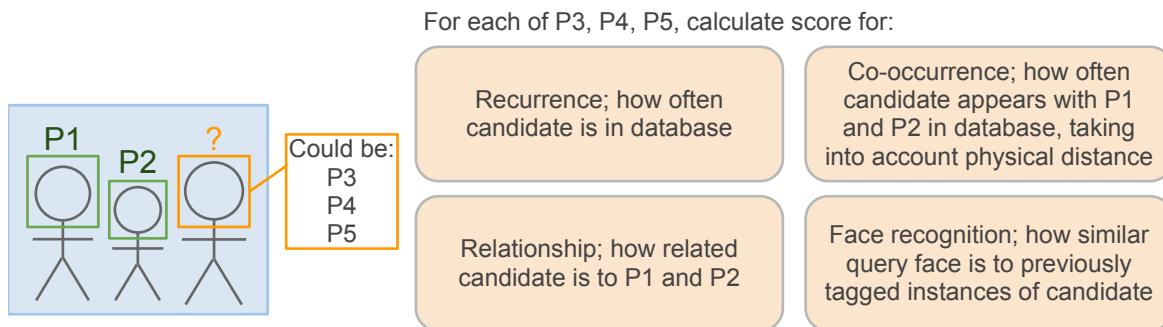 For each of P3, P4, P5, calculate score for:
P1
P2
?
Could be:
P3
P4
P5
Recurrence; how often
candidate is in database
Co-occurrence; how often
candidate appears with P1
and P2 in database, taking
into account physical distance
Relationship; how related
candidate is to P1 and P2
Face recognition; how similar
query face is to previously
tagged instances of candidate